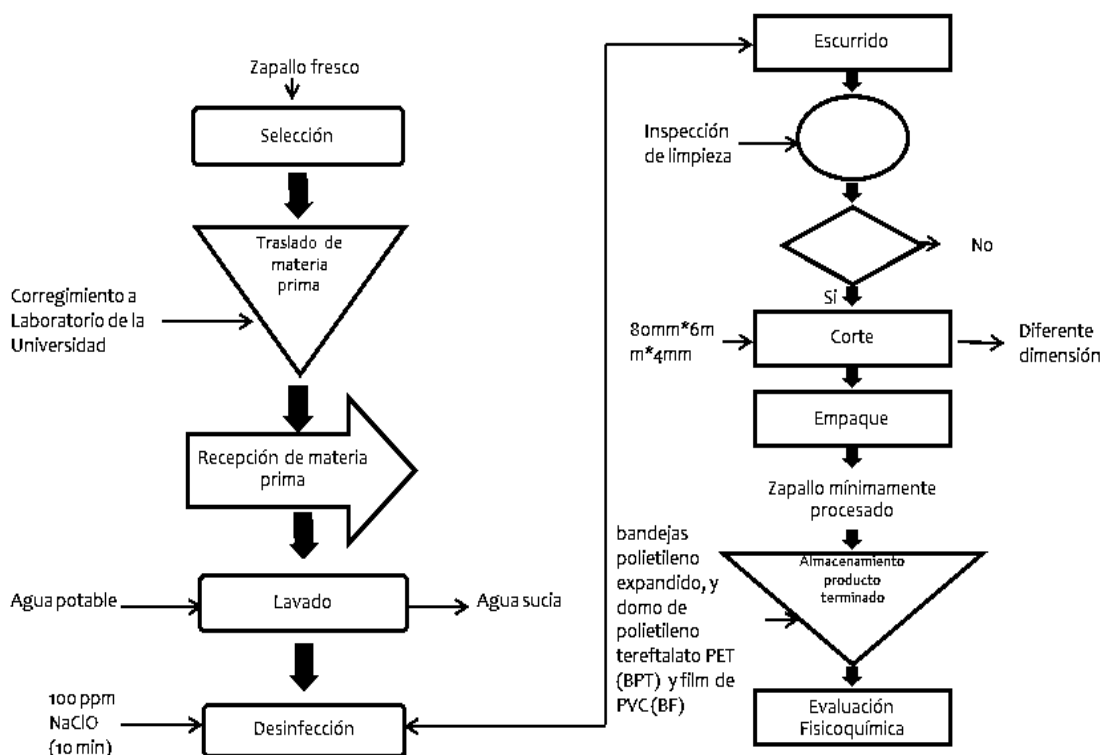 Zapallo fresco
Selección
Traslado de
materia
prima
Corregimiento a
Laboratorio de la
Universidad
Recepción de materia
prima
Agua potable
Lavado
Agua sucia
100 ppm
NaClO
(10 min)
Desinfección
Escurrido
Inspección
de limpieza
No
Si
80mm*6m
m*4mm
Corte
Diferente
dimensión
Empaque
Zapallo mínimamente
procesado
bandejas
polietileno
expandido, y
domo de
polietileno
tereftalato PET
(BPT) y film de
PVC(BF)
Almacenamiento
producto
terminado
Evaluación
Fisicoquímica